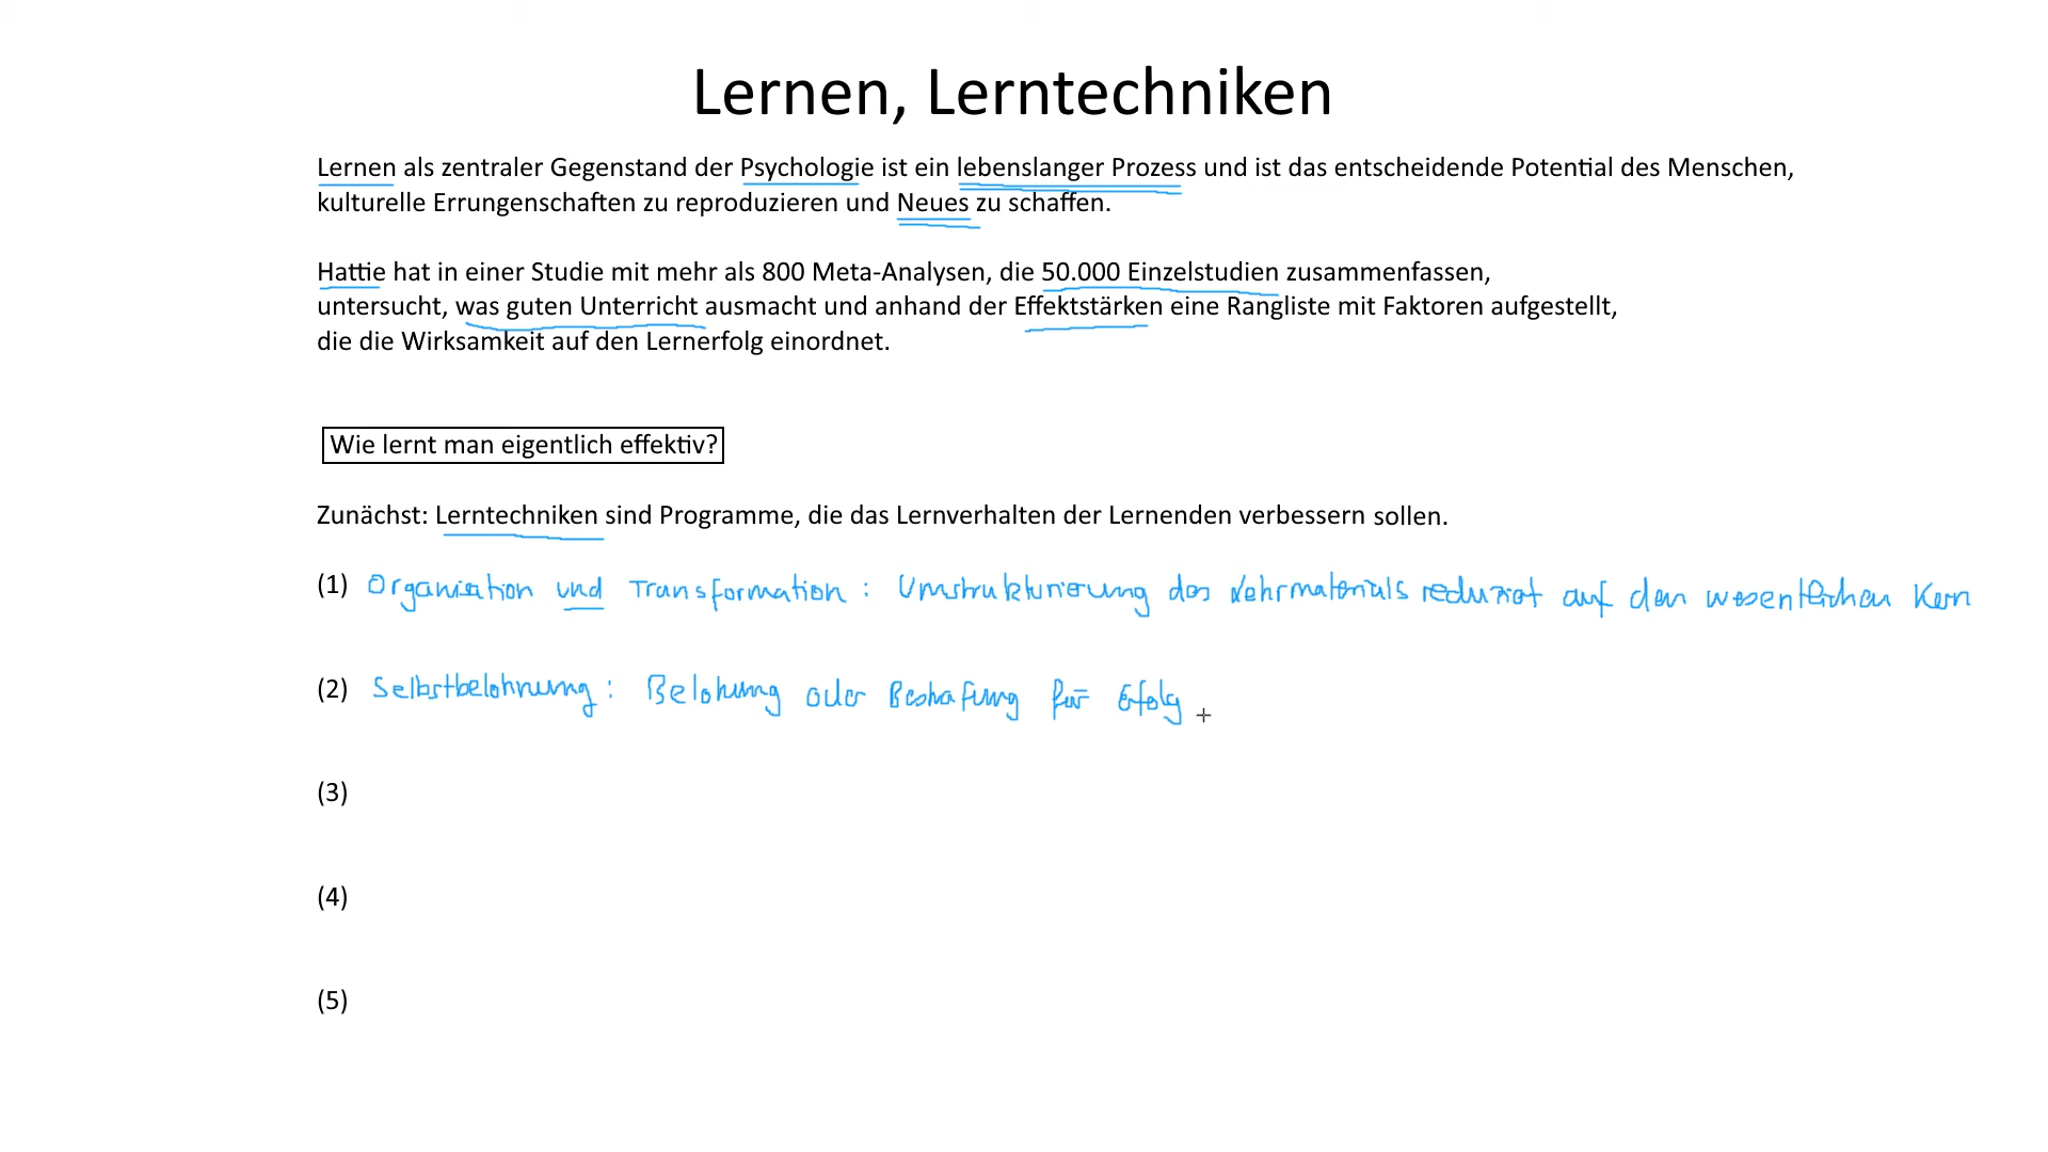 Lernen, Lerntechniken
Lernen als zentraler Gegenstand der Psychologie ist ein lebenslanger Prozess und ist das entscheidende Potential des Menschen,
kulturelle Errungenschaften zu reproduzieren und Neues zu schaffen.
Hattie hat in einer Studie mit mehr als 800 Meta-Analysen, die 50.000 Einzelstudien zusammenfassen,
untersucht, was guten Unterricht ausmacht und anhand der Effektstärken eine Rangliste mit Faktoren aufgestellt,
die die Wirksamkeit auf den Lernerfolg einordnet.
Wie lernt man eigentlich effektiv?
Zunächst: Lerntechniken sind Programme, die das Lernverhalten der Lernenden verbessern sollen.
(1) Organisation und Transformation : Umstrukturierung des Lehrmaterials reduziert auf den wesentlichen Kern
(2) Selbstbelohnung : Belohung oder Bestrafung für Erfolg
(3)
(4)
(5)